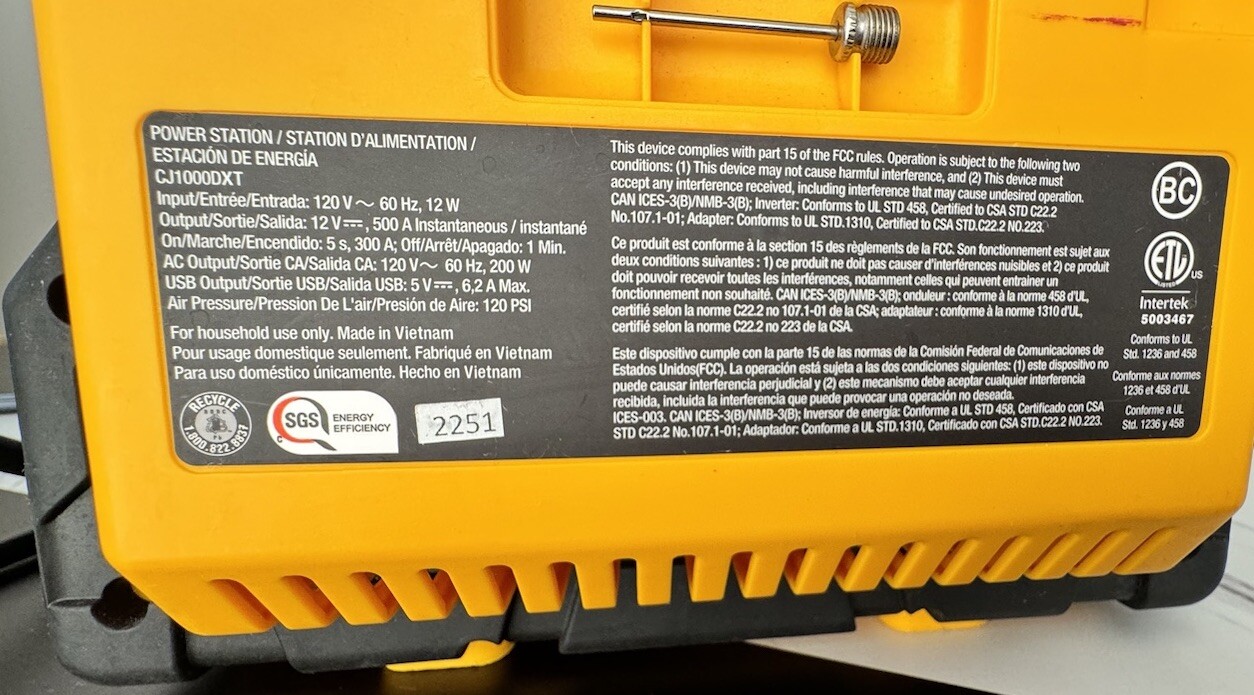 POWER STATION / STATION D'ALIMENTATION /
ESTACIÓN DE ENERGÍA
CJ1000DXT
Input/Entrée/Entrada: 120 V～ 60 Hz, 12 W
Output/Sortie/Salida: 12 V⎓, 500 A Instantaneous / instantané
On/Marche/Encendido: 5 s, 300 A; Off/Arrêt/Apagado: 1 Min.
AC Output/Sortie CA/Salida CA: 120 V～ 60 Hz, 200 W
USB Output/Sortie USB/Salida USB: 5 V⎓, 6,2 A Max.
Air Pressure/Pression De L'air/Presión de Aire: 120 PSI
For household use only. Made in Vietnam
Pour usage domestique seulement. Fabriqué en Vietnam
Para uso doméstico únicamente. Hecho en Vietnam
RECYCLE
1.800.822.8837
SGS ENERGY
EFFICIENCY
2251
This device complies with part 15 of the FCC rules. Operation is subject to the following two
conditions: (1) This device may not cause harmful interference, and (2) This device must
accept any interference received, including interference that may cause undesired operation.
CAN ICES-3(B)/NMB-3(B); Inverter: Conforms to UL STD 458, Certified to CSA STD C22.2
No.107.1-01; Adapter: Conforms to UL STD.1310, Certified to CSA STD.C22.2 NO.223.
Ce produit est conforme à la section 15 des règlements de la FCC. Son fonctionnement est sujet aux
deux conditions suivantes : 1) ce produit ne doit pas causer d'interférences nuisibles et 2) ce produit
doit pouvoir recevoir toutes les interférences, notamment celles qui peuvent entrainer un
fonctionnement non souhaité. CAN ICES-3(B)/NMB-3(B); onduleur : conforme à la norme 458 d'UL,
certifié selon la norme C22.2 no 107.1-01 de la CSA; adaptateur : conforme à la norme 1310 d'UL,
certifié selon la norme C22.2 no 223 de la CSA.
Este dispositivo cumple con la parte 15 de las normas de la Comisión Federal de Comunicaciones de
Estados Unidos(FCC). La operación está sujeta a las dos condiciones siguientes: (1) este dispositivo no
puede causar interferencia perjudicial y (2) este mecanismo debe aceptar cualquier interferencia
recibida, incluida la interferencia que puede provocar una operación no deseada.
ICES-003. CAN ICES-3(B)/NMB-3(B); Inversor de energía: Conforme a UL STD 458, Certificado con CSA
STD C22.2 No.107.1-01; Adaptador: Conforme a UL STD.1310, Certificado con CSA STD.C22.2 NO.223.
BC
ETL
LISTED
US
Intertek
5003467
Conforms to UL
Std. 1236 and 458
Conforme aux normes
1236 et 458 d'UL
Conforme a UL
Std. 1236 y 458